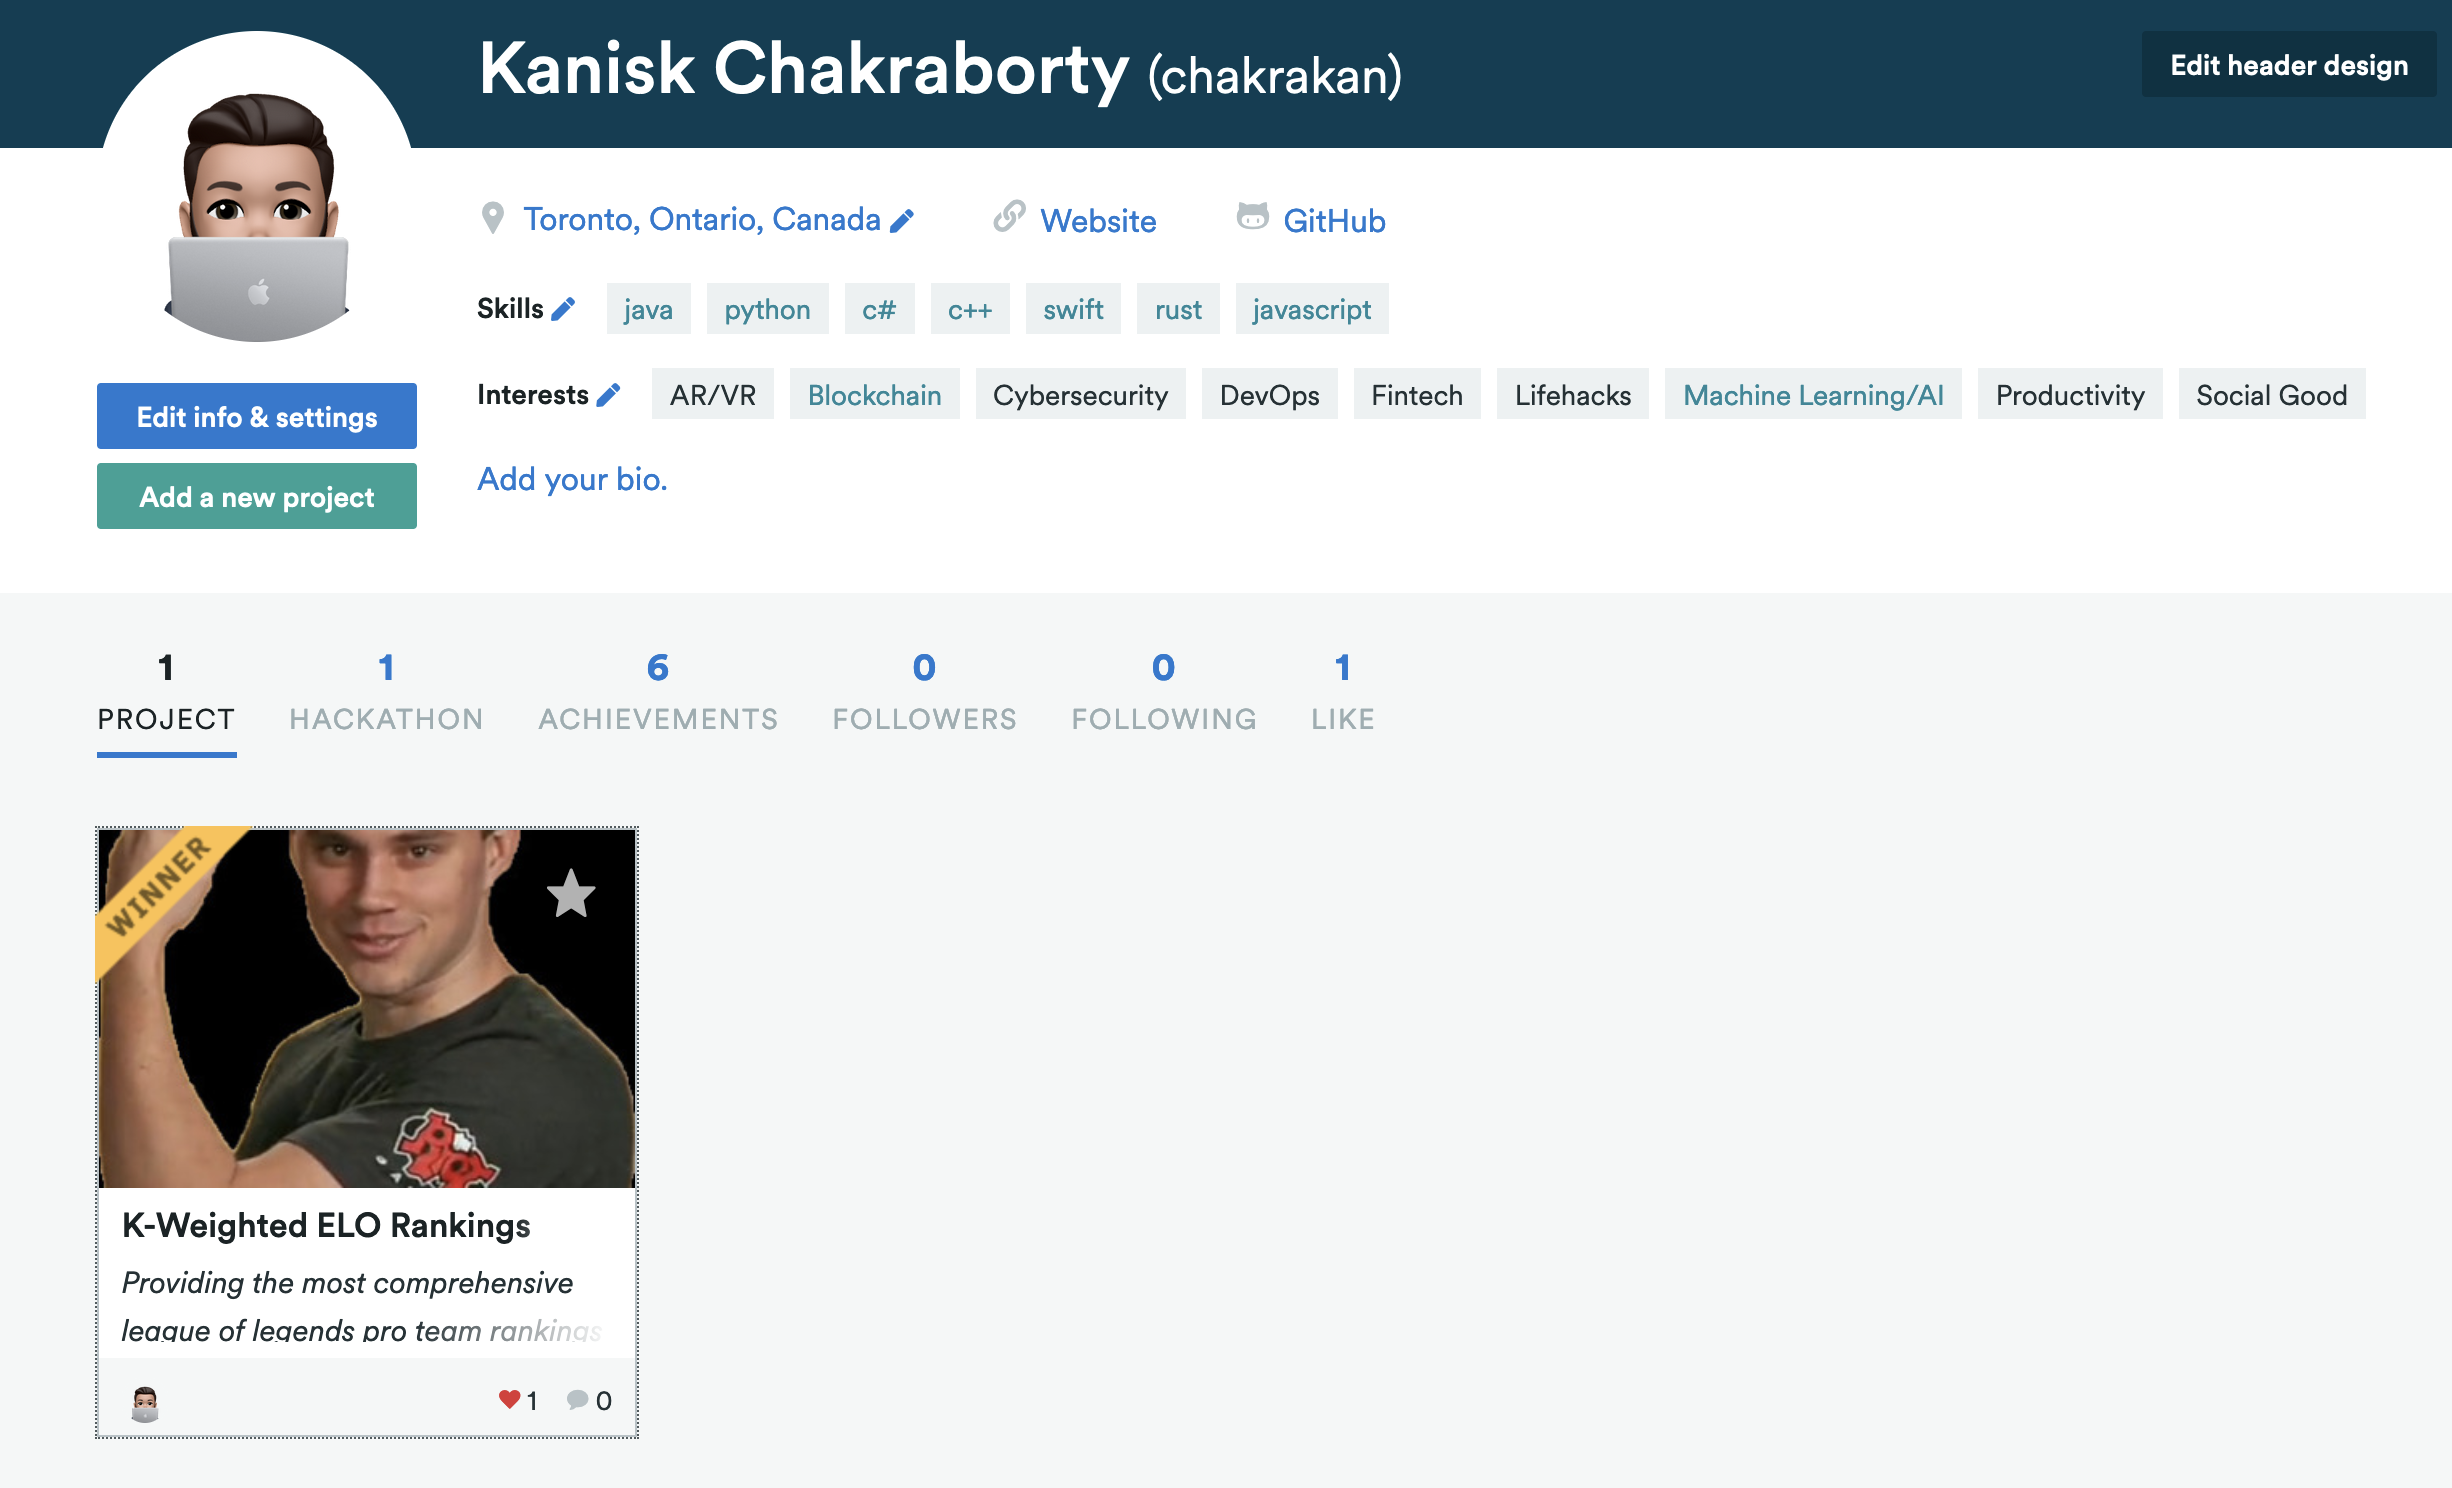 Kanisk Chakraborty (chakrakan)
Edit header design
Toronto, Ontario, Canada
Website
GitHub
Skills
java
python
c#
c++
swift
rust
javascript
Interests
AR/VR
Blockchain
Cybersecurity
DevOps
Fintech
Lifehacks
Machine Learning/AI
Productivity
Social Good
Edit info & settings
Add a new project
Add your bio.
1
PROJECT
1
HACKATHON
6
ACHIEVEMENTS
0
FOLLOWERS
0
FOLLOWING
1
LIKE
WINNER
K-Weighted ELO Rankings
Providing the most comprehensive
league of legends pro team rankings
1
0